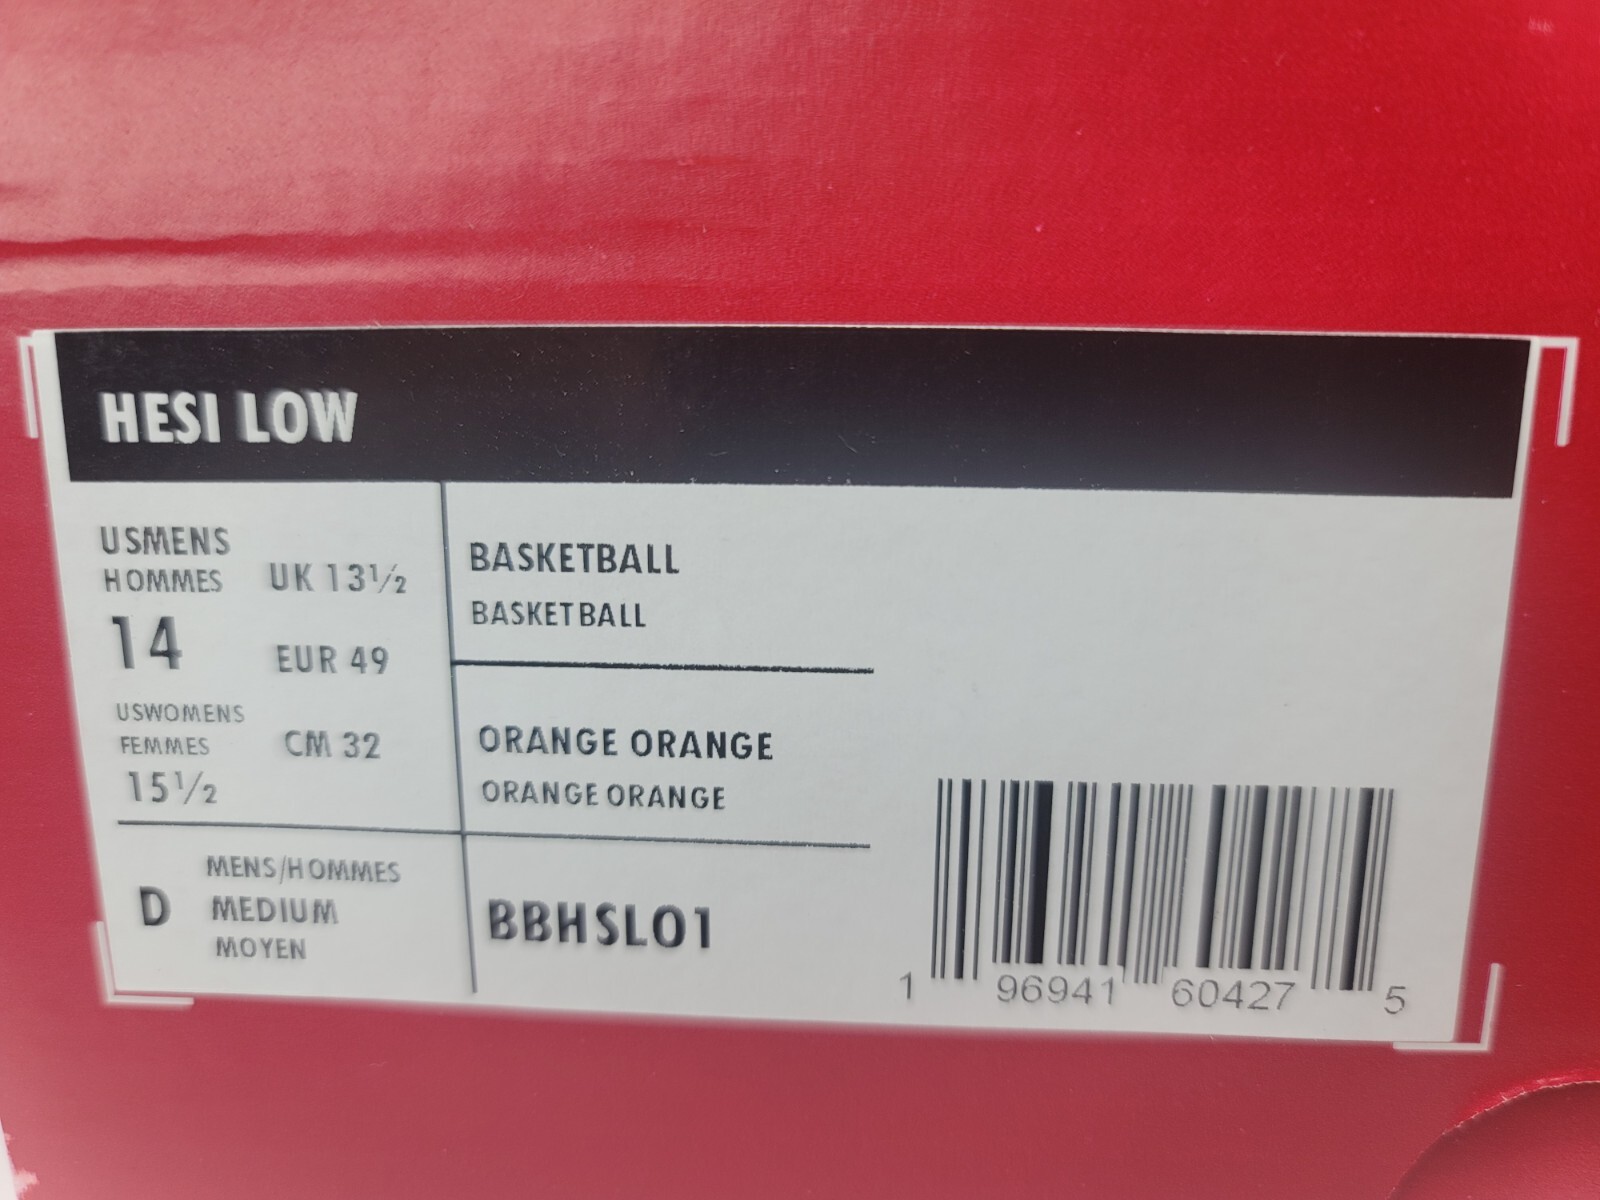 HESI LOW
USMENS
HOMMES
14
UK 13½
EUR 49
USWOMENS
FEMMES
15½
CM 32
BASKETBALL
BASKETBALL
ORANGE ORANGE
ORANGE ORANGE
D
MENS/HOMMES
MEDIUM
MOYEN
BBHSLO1
1 96941 60427 5